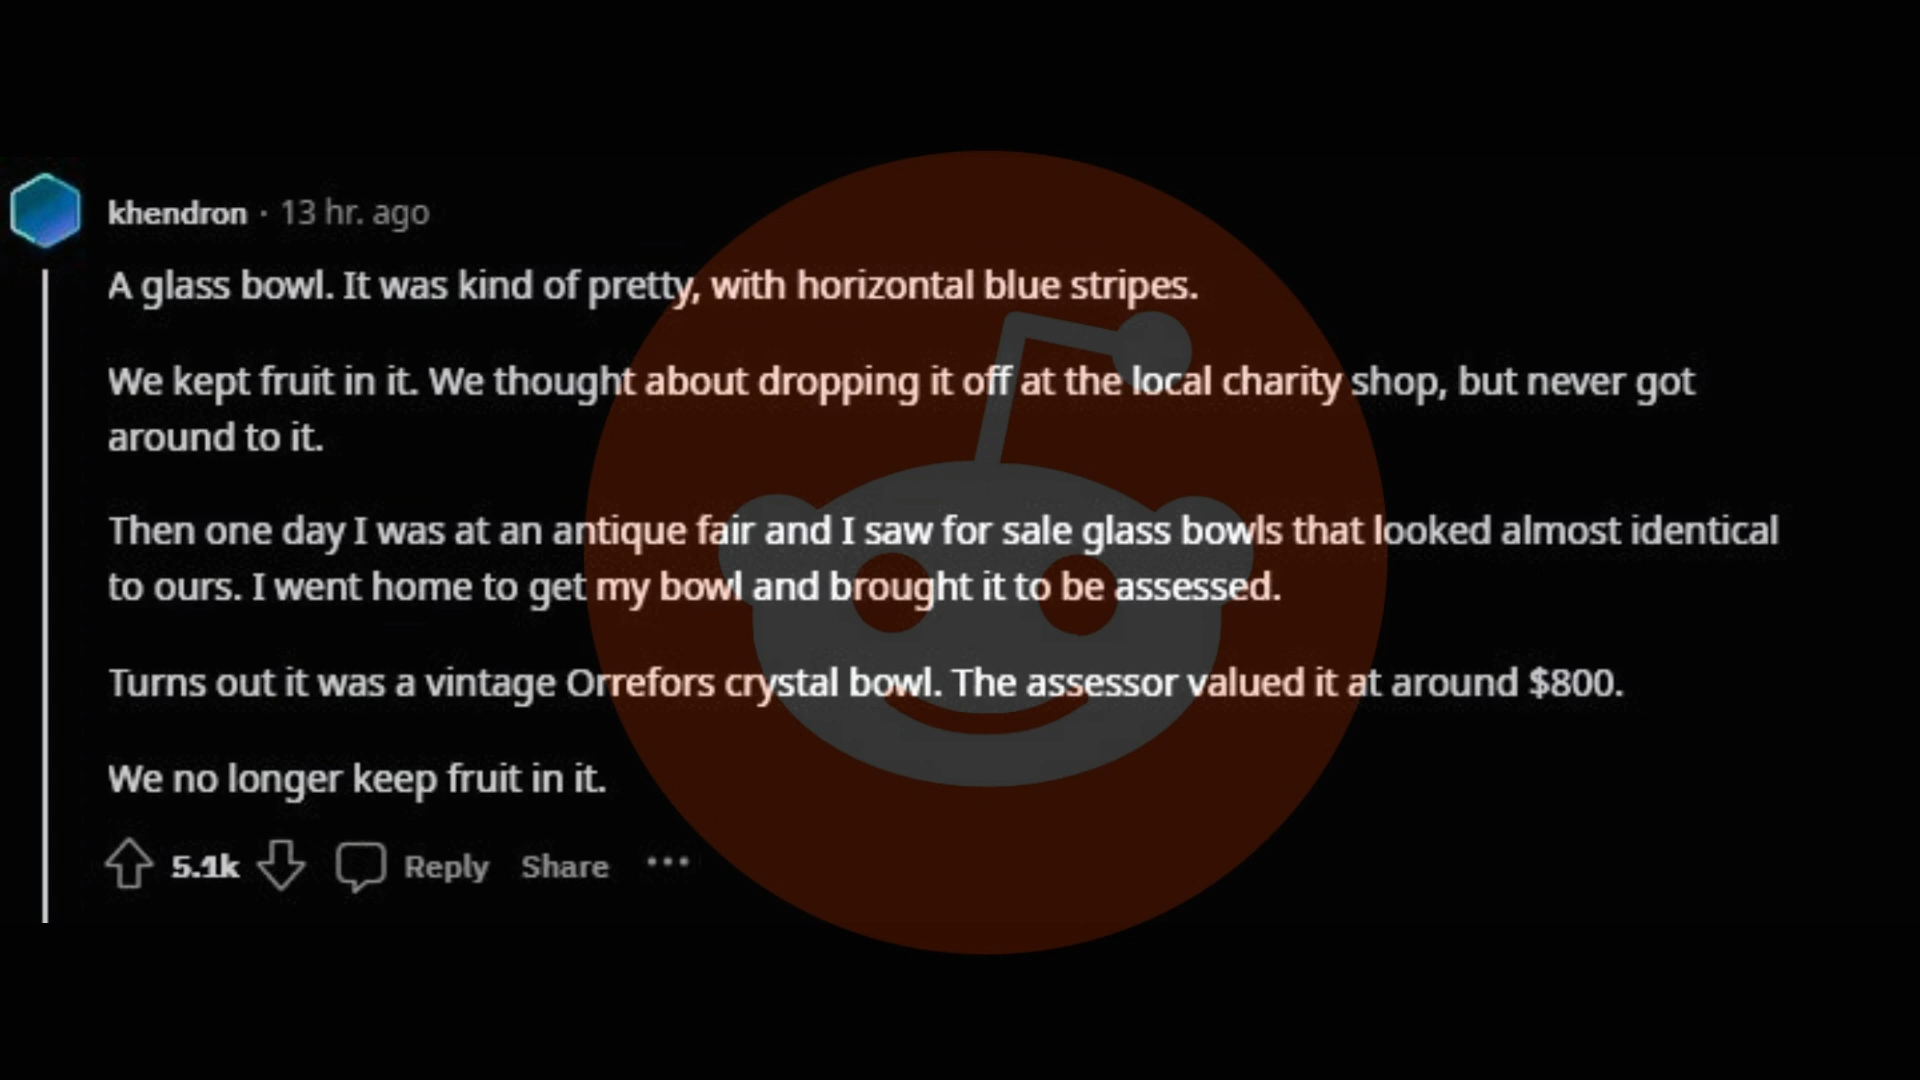 khendron · 13 hr. ago
A glass bowl. It was kind of pretty, with horizontal blue stripes.
We kept fruit in it. We thought about dropping it off at the local charity shop, but never got
around to it.
Then one day I was at an antique fair and I saw for sale glass bowls that looked almost identical
to ours. I went home to get my bowl and brought it to be assessed.
Turns out it was a vintage Orrefors crystal bowl. The assessor valued it at around $800.
We no longer keep fruit in it.
5.1k Reply Share ...